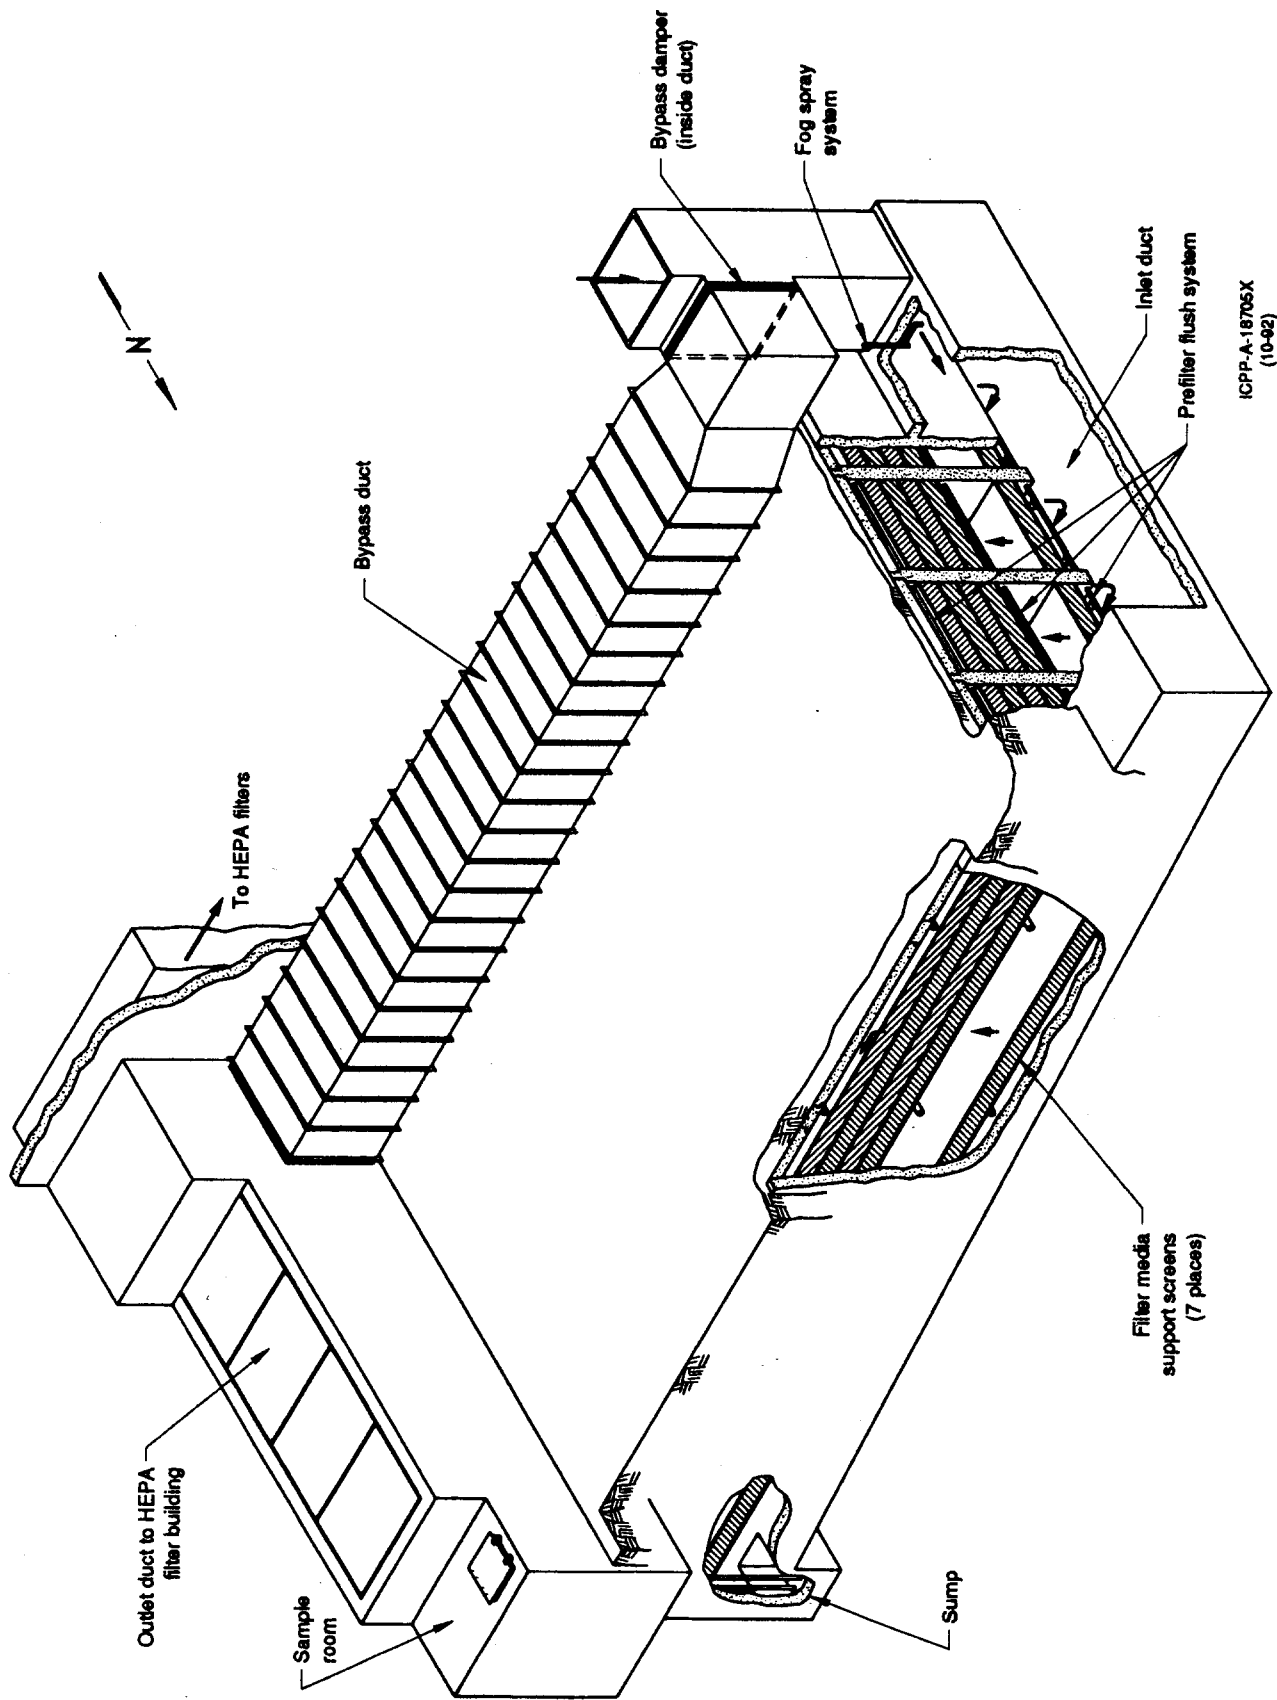 N
Bypass damper
(inside duct)
Fog spray
system
Bypass duct
To HEPA filters
Outlet duct to HEPA
filter building
Sample
room
Sump
Filter media
support screens
(7 places)
Inlet duct
Prefilter flush system
ICPP-A-18705X
(10-92)